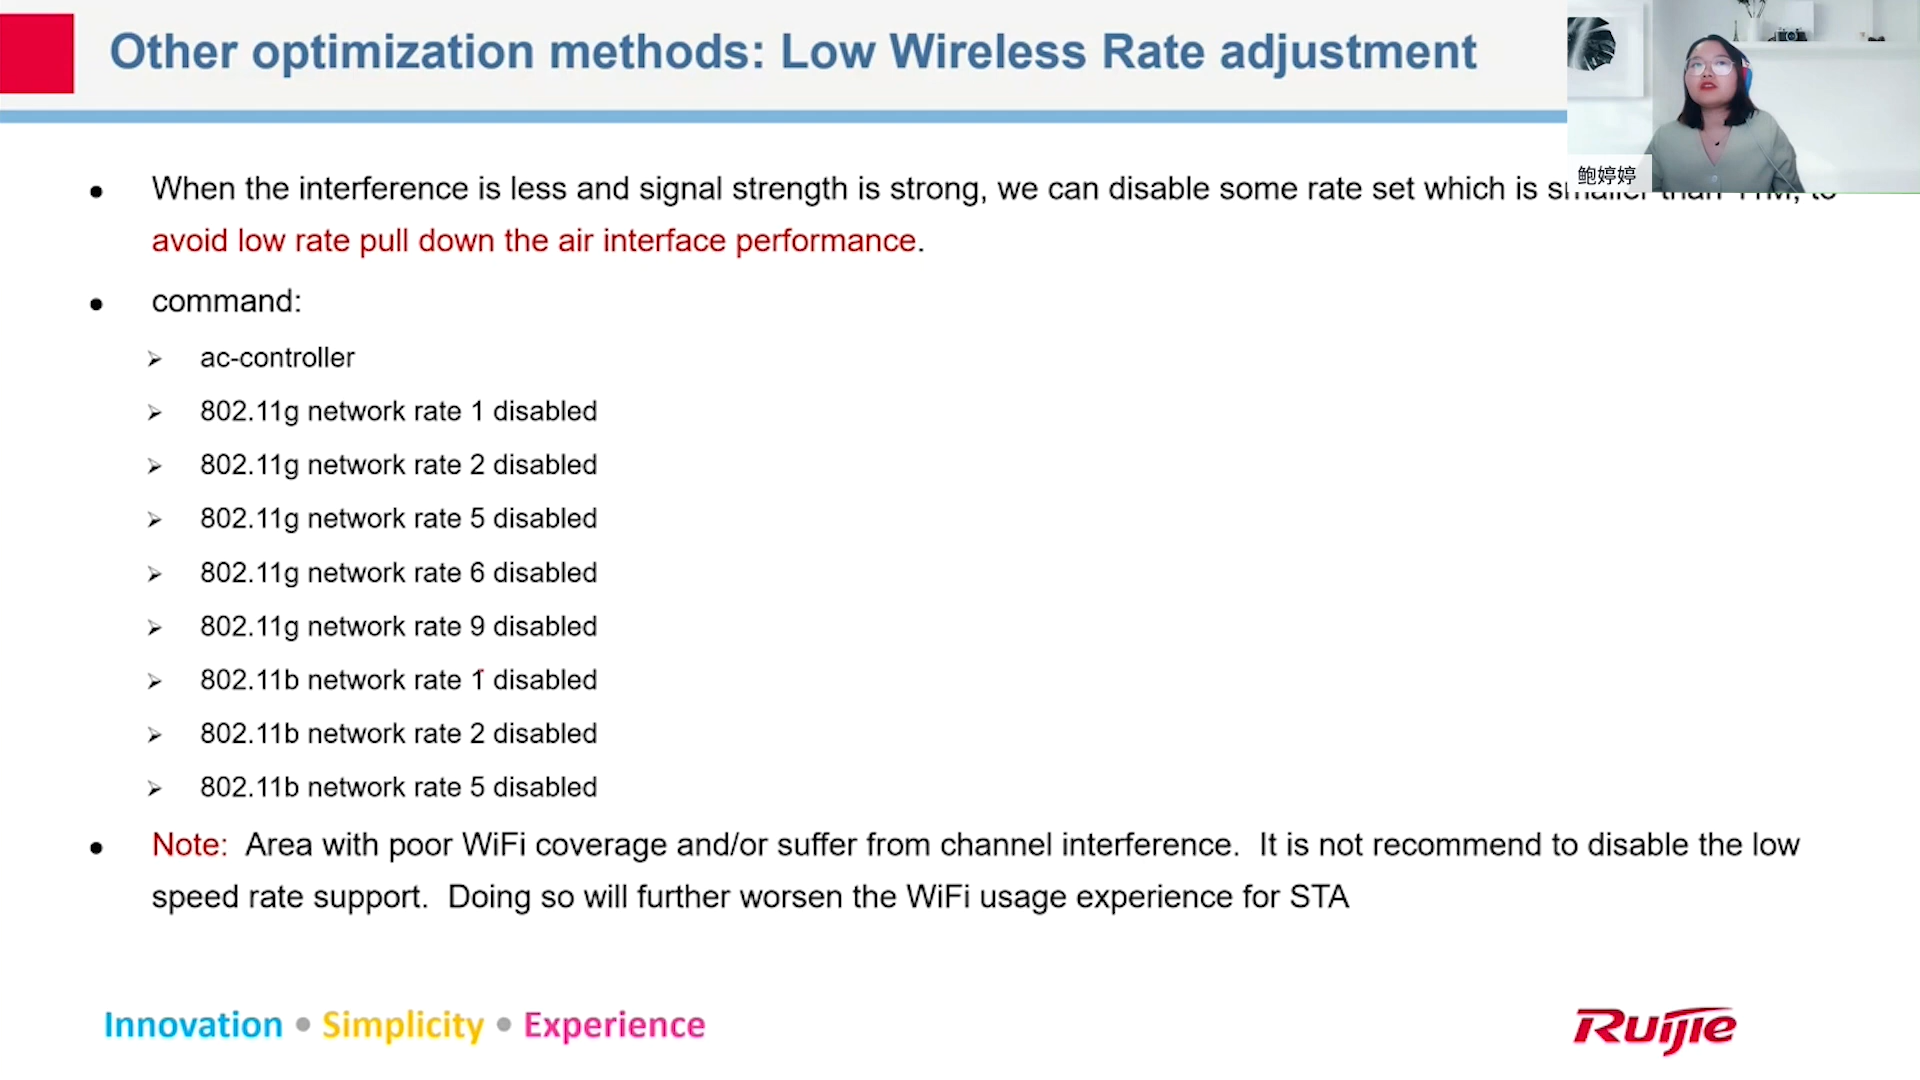 Other optimization methods: Low Wireless Rate adjustment
鲍婷婷
When the interference is less and signal strength is strong, we can disable some rate set which is smaller than 11M, to
avoid low rate pull down the air interface performance.
command:
ac-controller
802.11g network rate 1 disabled
802.11g network rate 2 disabled
802.11g network rate 5 disabled
802.11g network rate 6 disabled
802.11g network rate 9 disabled
802.11b network rate 1 disabled
802.11b network rate 2 disabled
802.11b network rate 5 disabled
Note: Area with poor WiFi coverage and/or suffer from channel interference. It is not recommend to disable the low
speed rate support. Doing so will further worsen the WiFi usage experience for STA
Innovation • Simplicity • Experience
Ruijie